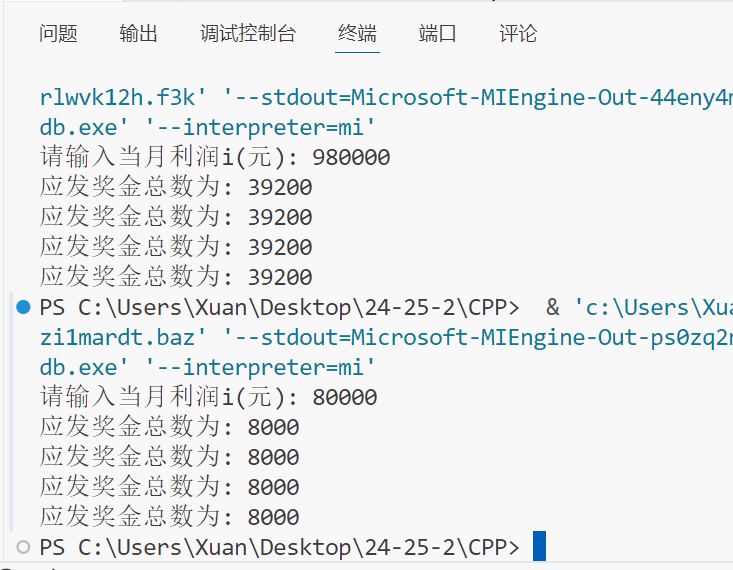 问题 输出 调试控制台 终端 端口 评论
rlwvk12h.f3k' '--stdout=Microsoft-MIEngine-Out-44eny4
db.exe' '--interpreter=mi'
请输入当月利润i(元): 980000
应发奖金总数为: 39200
应发奖金总数为: 39200
应发奖金总数为: 39200
应发奖金总数为: 39200
PS C:\Users\Xuan\Desktop\24-25-2\CPP> & 'c:\Users\Xua
zi1mardt.baz' '--stdout=Microsoft-MIEngine-Out-ps0zq2
db.exe' '--interpreter=mi'
请输入当月利润i(元): 80000
应发奖金总数为: 8000
应发奖金总数为: 8000
应发奖金总数为: 8000
应发奖金总数为: 8000
PS C:\Users\Xuan\Desktop\24-25-2\CPP>